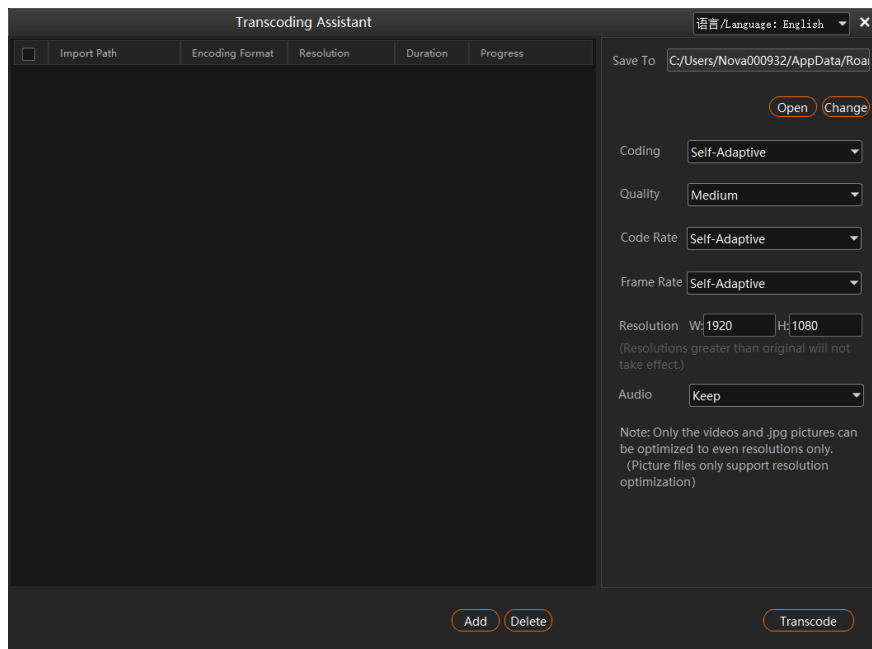 Transcoding Assistant
语言/Language: English
Import Path Encoding Format Resolution Duration Progress
Save To C:/Users/Nova000932/AppData/Roa
Open Change
Coding Self-Adaptive
Quality Medium
Code Rate Self-Adaptive
Frame Rate Self-Adaptive
Resolution W: 1920 H: 1080
(Resolutions greater than original will not
take effect.)
Audio Keep
Note: Only the videos and .jpg pictures can
be optimized to even resolutions only.
(Picture files only support resolution
optimization)
Add Delete Transcode